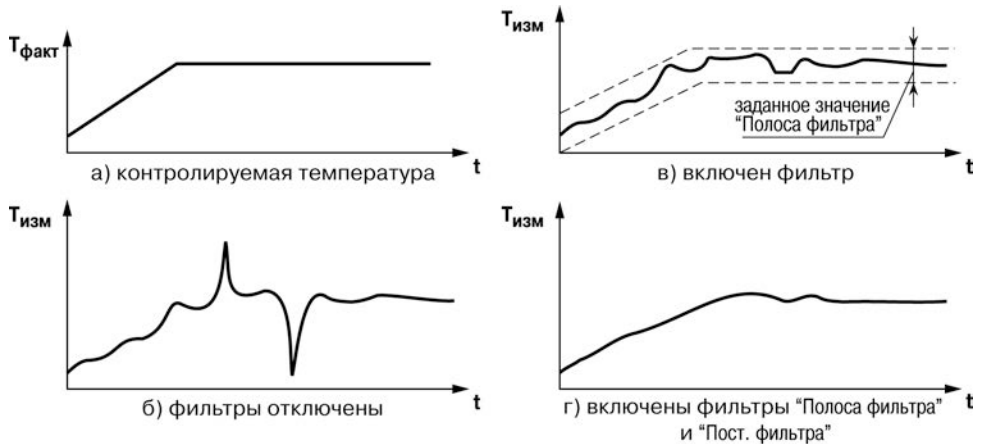 Tфакт
t
а) контролируемая температура
Tизм
заданное значение
“Полоса фильтра”
t
в) включен фильтр
Tизм
t
б) фильтры отключены
Tизм
t
г) включены фильтры “Полоса фильтра”
и “Пост. фильтра”